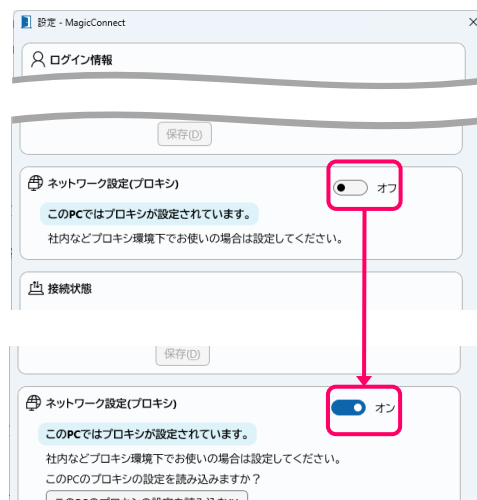 設定 - MagicConnect
ログイン情報
保存(D)
ネットワーク設定(プロキシ)
オフ
このPCではプロキシが設定されています。
社内などプロキシ環境下でお使いの場合は設定してください。
接続状態
保存(D)
ネットワーク設定(プロキシ)
オン
このPCではプロキシが設定されています。
社内などプロキシ環境下でお使いの場合は設定してください。
このPCのプロキシの設定を読み込みますか？